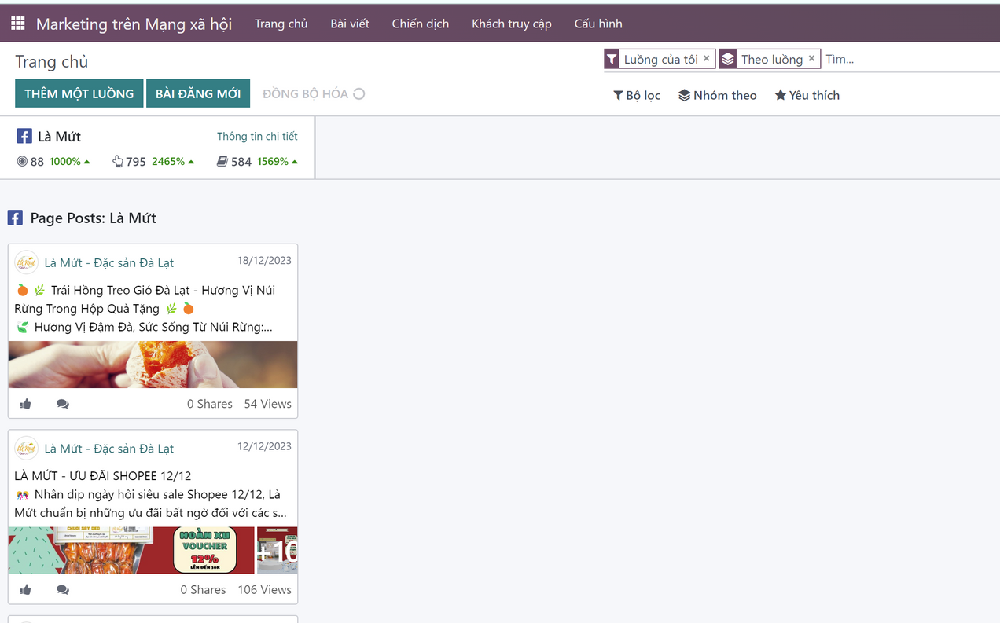 Marketing trên Mạng xã hội Trang chủ Bài viết Chiến dịch Khách truy cập Cấu hình
Trang chủ
Luồng của tôi × Theo luồng × Tìm...
THÊM MỘT LUỒNG BÀI ĐĂNG MỚI ĐỒNG BỘ HÓA
Bộ lọc Nhóm theo Yêu thích
Là Mứt Thông tin chi tiết
88 1000% 795 2465% 584 1569%
Page Posts: Là Mứt
Là Mứt - Đặc sản Đà Lạt 18/12/2023
🍊 🌿 Trái Hồng Treo Gió Đà Lạt - Hương Vị Núi
Rừng Trong Hộp Quà Tặng 🌿 🍊
🍃 Hương Vị Đậm Đà, Sức Sống Từ Núi Rừng:...
0 Shares 54 Views
Là Mứt - Đặc sản Đà Lạt 12/12/2023
LÀ MỨT - ƯU ĐÃI SHOPEE 12/12
🎊 Nhân dịp ngày hội siêu sale Shopee 12/12, Là
Mứt chuẩn bị những ưu đãi bất ngờ đối với các s...
CHUỐI SẤY DẺO
HOÀN XU
VOUCHER
12%
LÊN ĐẾN 30K
+10
0 Shares 106 Views